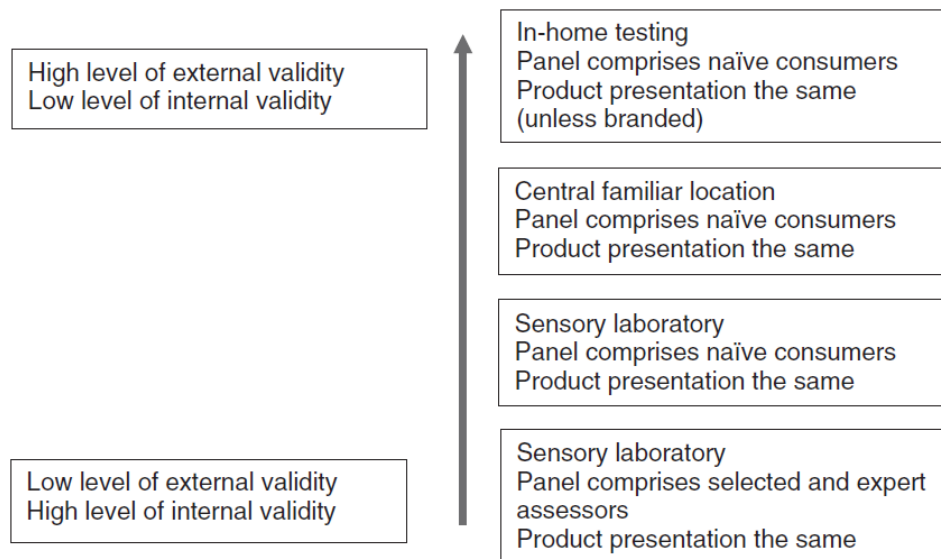 High level of external validity
Low level of internal validity
In-home testing
Panel comprises naïve consumers
Product presentation the same
(unless branded)
Central familiar location
Panel comprises naïve consumers
Product presentation the same
Sensory laboratory
Panel comprises naïve consumers
Product presentation the same
Low level of external validity
High level of internal validity
Sensory laboratory
Panel comprises selected and expert
assessors
Product presentation the same